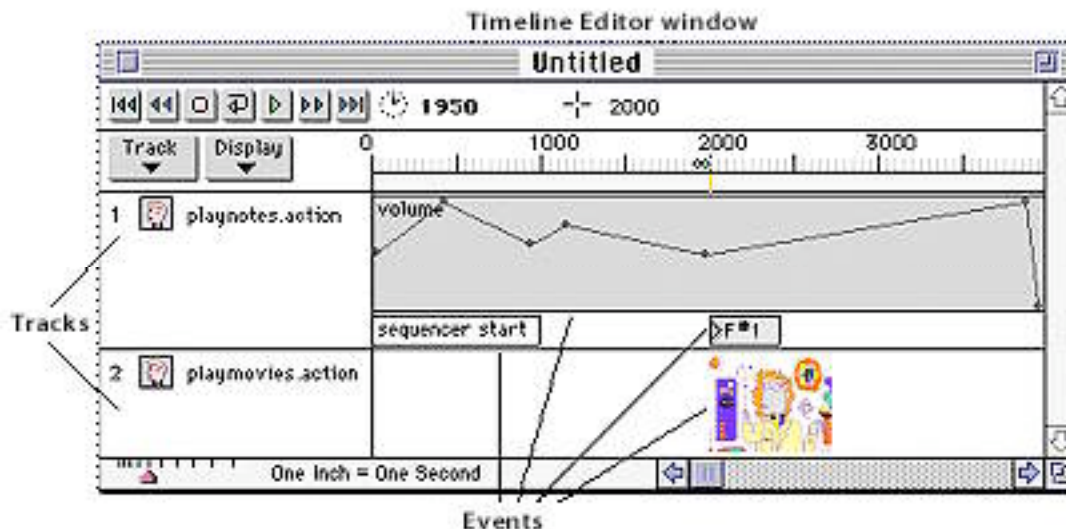 Timeline Editor window
Untitled
1950 2000
Track Display 0 1000 2000 3000
1 playnotes.action volume
Tracks
sequencer start F#1
2 playmovies.action
One Inch = One Second
Events